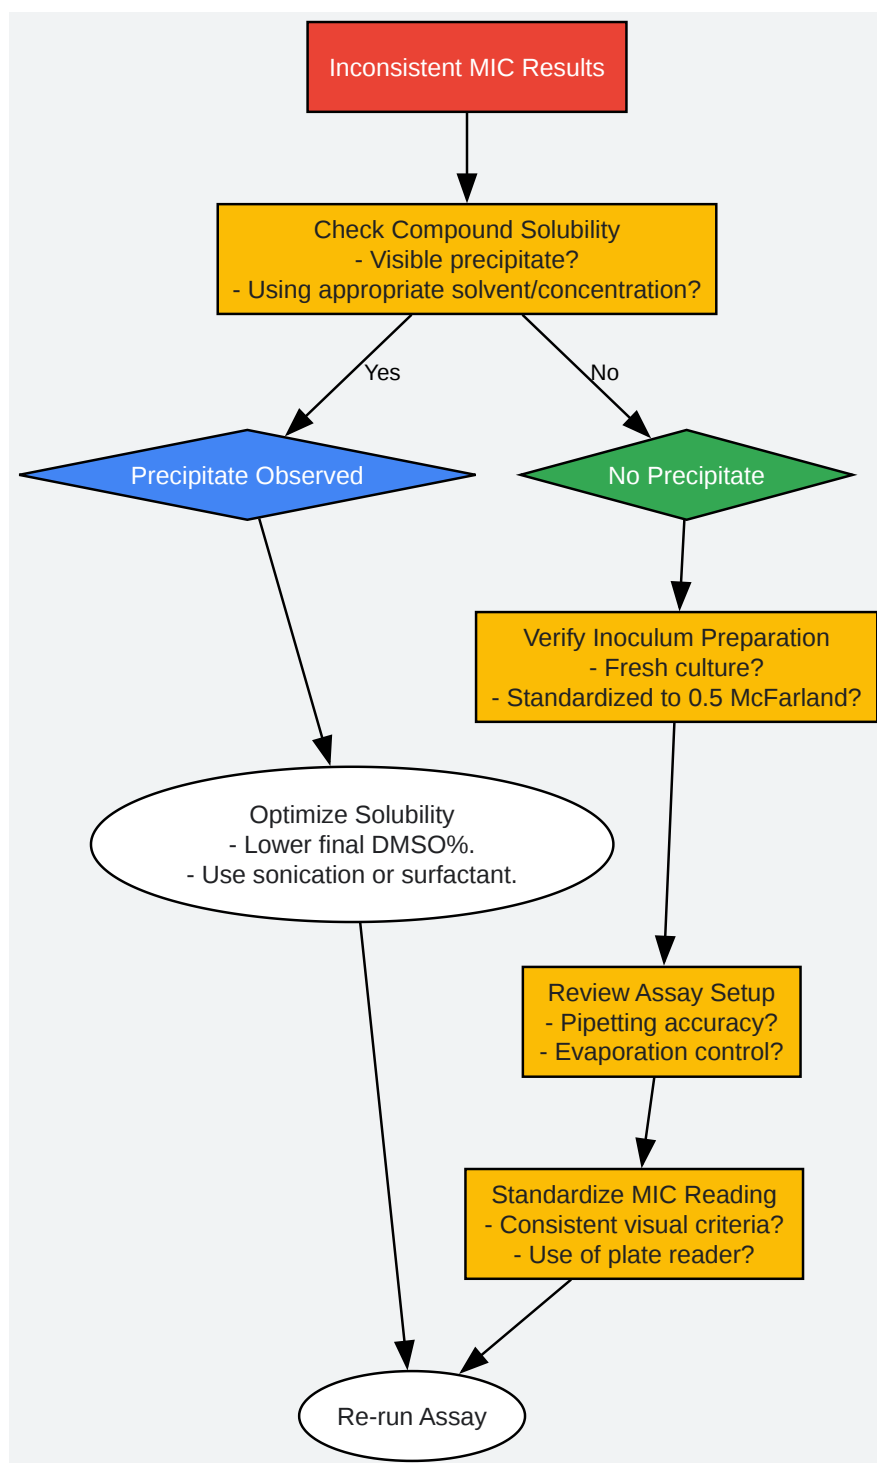 Inconsistent MIC Results
Check Compound Solubility
- Visible precipitate?
- Using appropriate solvent/concentration?
Yes
No
Precipitate Observed
No Precipitate
Verify Inoculum Preparation
- Fresh culture?
- Standardized to 0.5 McFarland?
Optimize Solubility
- Lower final DMSO%.
- Use sonication or surfactant.
Review Assay Setup
- Pipetting accuracy?
- Evaporation control?
Standardize MIC Reading
- Consistent visual criteria?
- Use of plate reader?
Re-run Assay